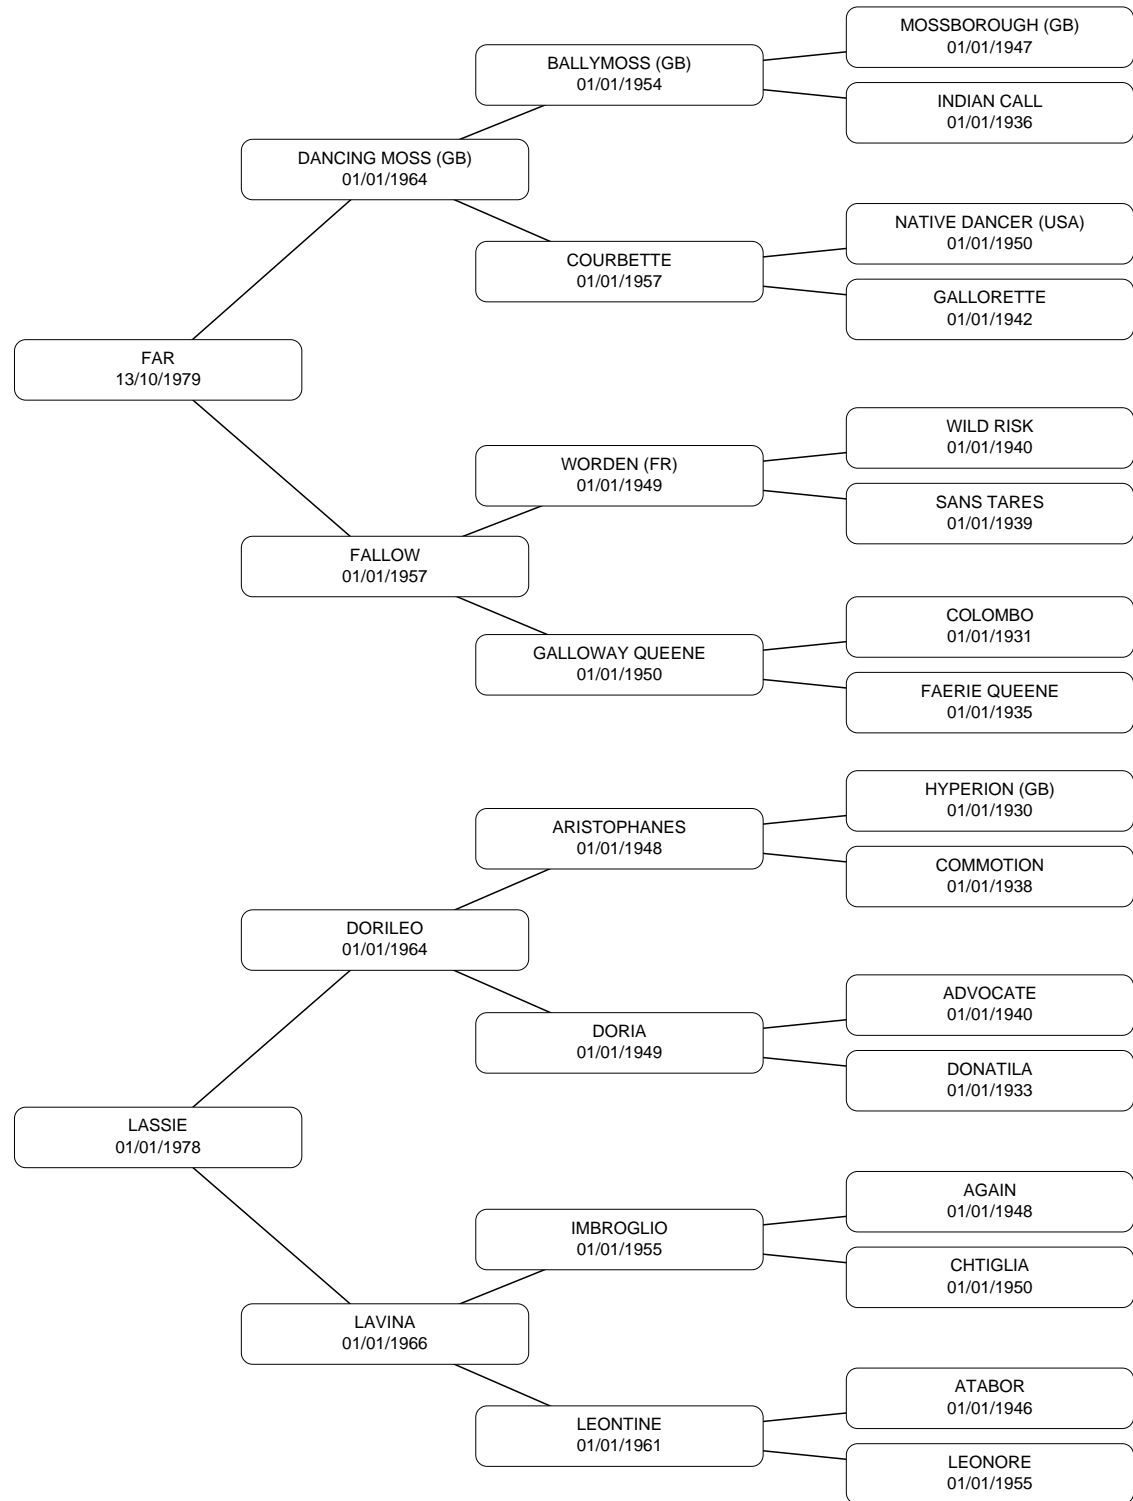 MOSSBOROUGH (GB)
01/01/1947
BALLYMOSS (GB)
01/01/1954
INDIAN CALL
01/01/1936
DANCING MOSS (GB)
01/01/1964
NATIVE DANCER (USA)
01/01/1950
COURBETTE
01/01/1957
GALLORETTE
01/01/1942
FAR
13/10/1979
WILD RISK
01/01/1940
WORDEN (FR)
01/01/1949
SANS TARES
01/01/1939
FALLOW
01/01/1957
COLOMBO
01/01/1931
GALLOWAY QUEENE
01/01/1950
FAERIE QUEENE
01/01/1935
HYPERION (GB)
01/01/1930
ARISTOPHANES
01/01/1948
COMMOTION
01/01/1938
DORILEO
01/01/1964
ADVOCATE
01/01/1940
DORIA
01/01/1949
DONATILA
01/01/1933
LASSIE
01/01/1978
AGAIN
01/01/1948
IMBROGLIO
01/01/1955
CHTIGLIA
01/01/1950
LAVINA
01/01/1966
ATABOR
01/01/1946
LEONTINE
01/01/1961
LEONORE
01/01/1955